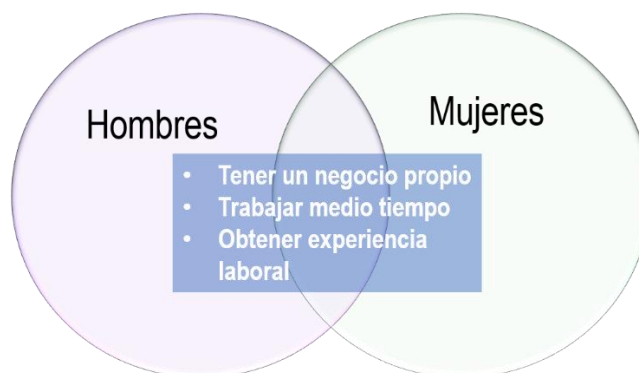 Hombres
Mujeres
• Tener un negocio propio
• Trabajar medio tiempo
• Obtener experiencia
laboral